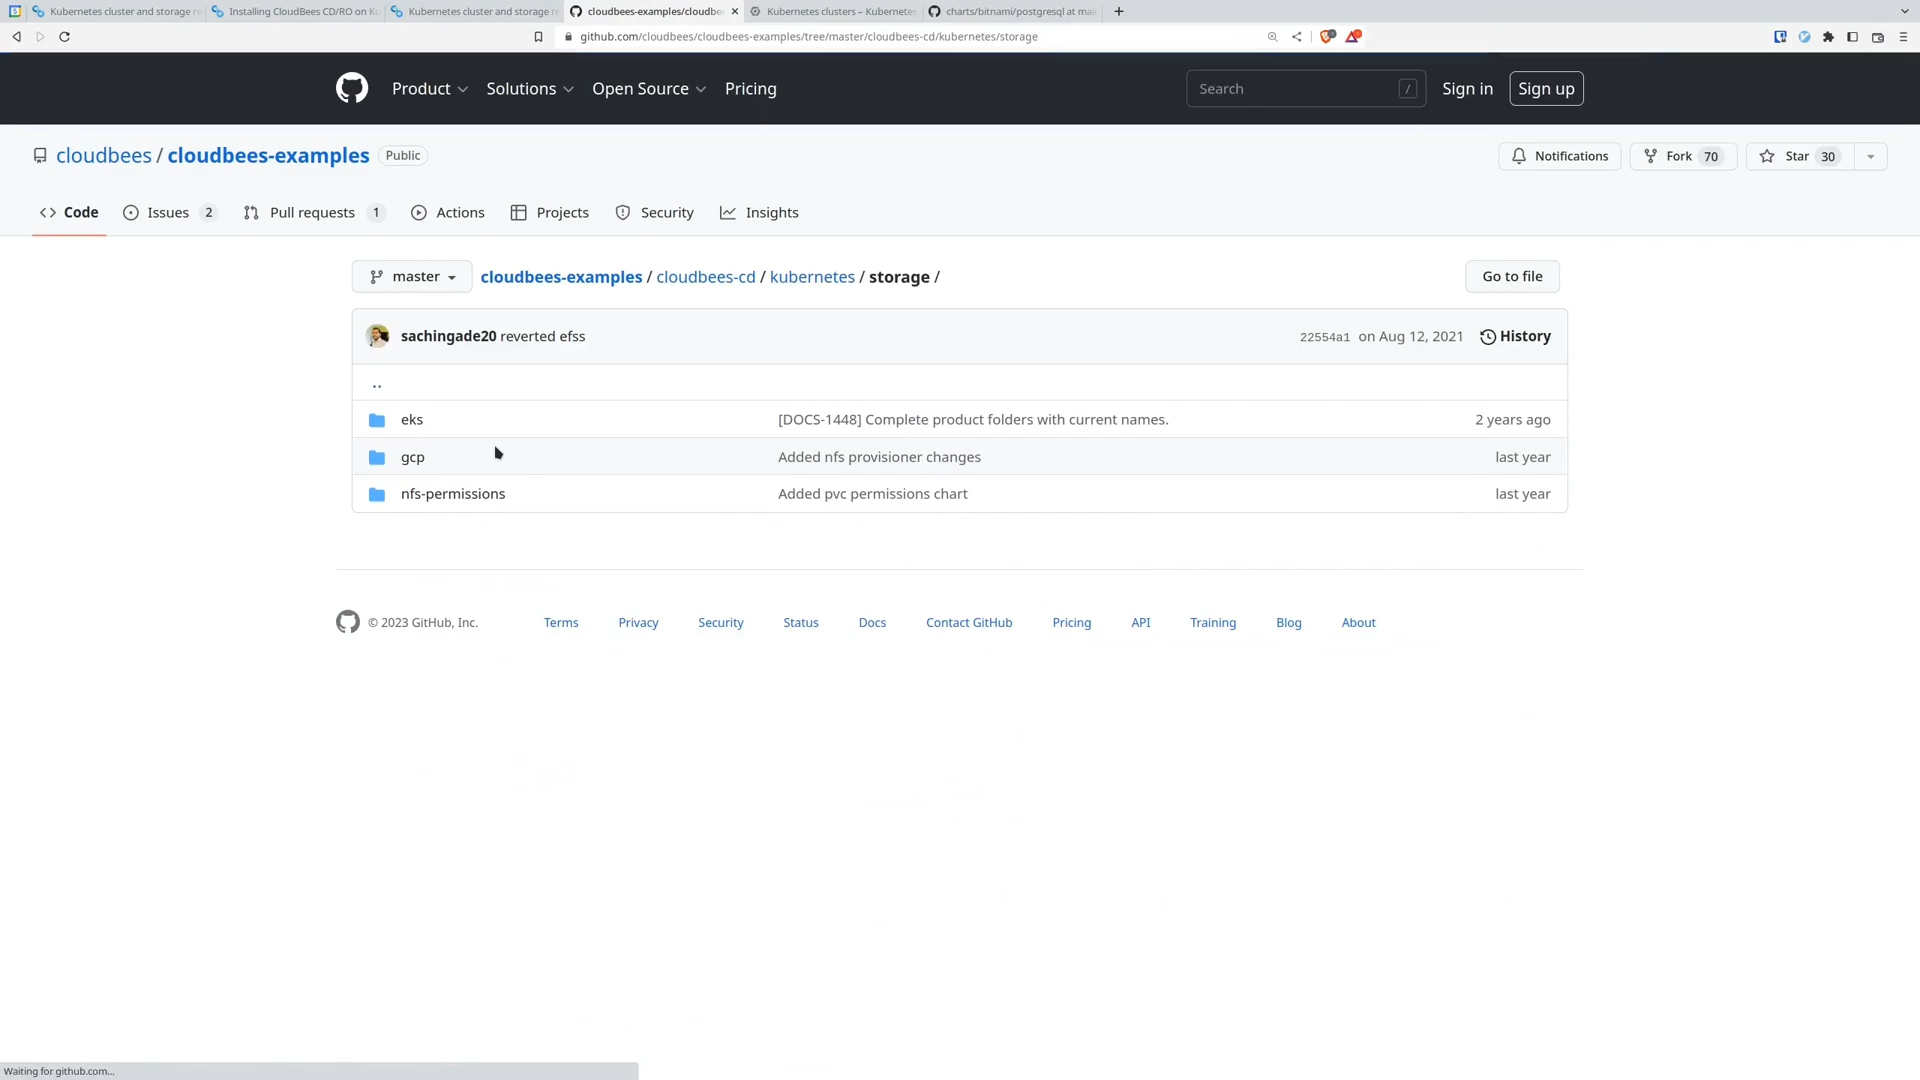 Kubernetes cluster and storage re
Installing CloudBees CD/RO on Ku
Kubernetes cluster and storage re
cloudbees-examples/cloudbe
Kubernetes clusters – Kubernetes
charts/bitnami/postgresql at mai
github.com/cloudbees/cloudbees-examples/tree/master/cloudbees-cd/kubernetes/storage
Product Solutions Open Source Pricing
Search /
Sign in
Sign up
cloudbees / cloudbees-examples Public
Notifications
Fork 70
Star 30
Code
Issues 2
Pull requests 1
Actions
Projects
Security
Insights
master
cloudbees-examples / cloudbees-cd / kubernetes / storage /
Go to file
sachingade20 reverted efss
22554a1 on Aug 12, 2021 History
..
eks [DOCS-1448] Complete product folders with current names. 2 years ago
gcp Added nfs provisioner changes last year
nfs-permissions Added pvc permissions chart last year
© 2023 GitHub, Inc. Terms Privacy Security Status Docs Contact GitHub Pricing API Training Blog About
Waiting for github.com...